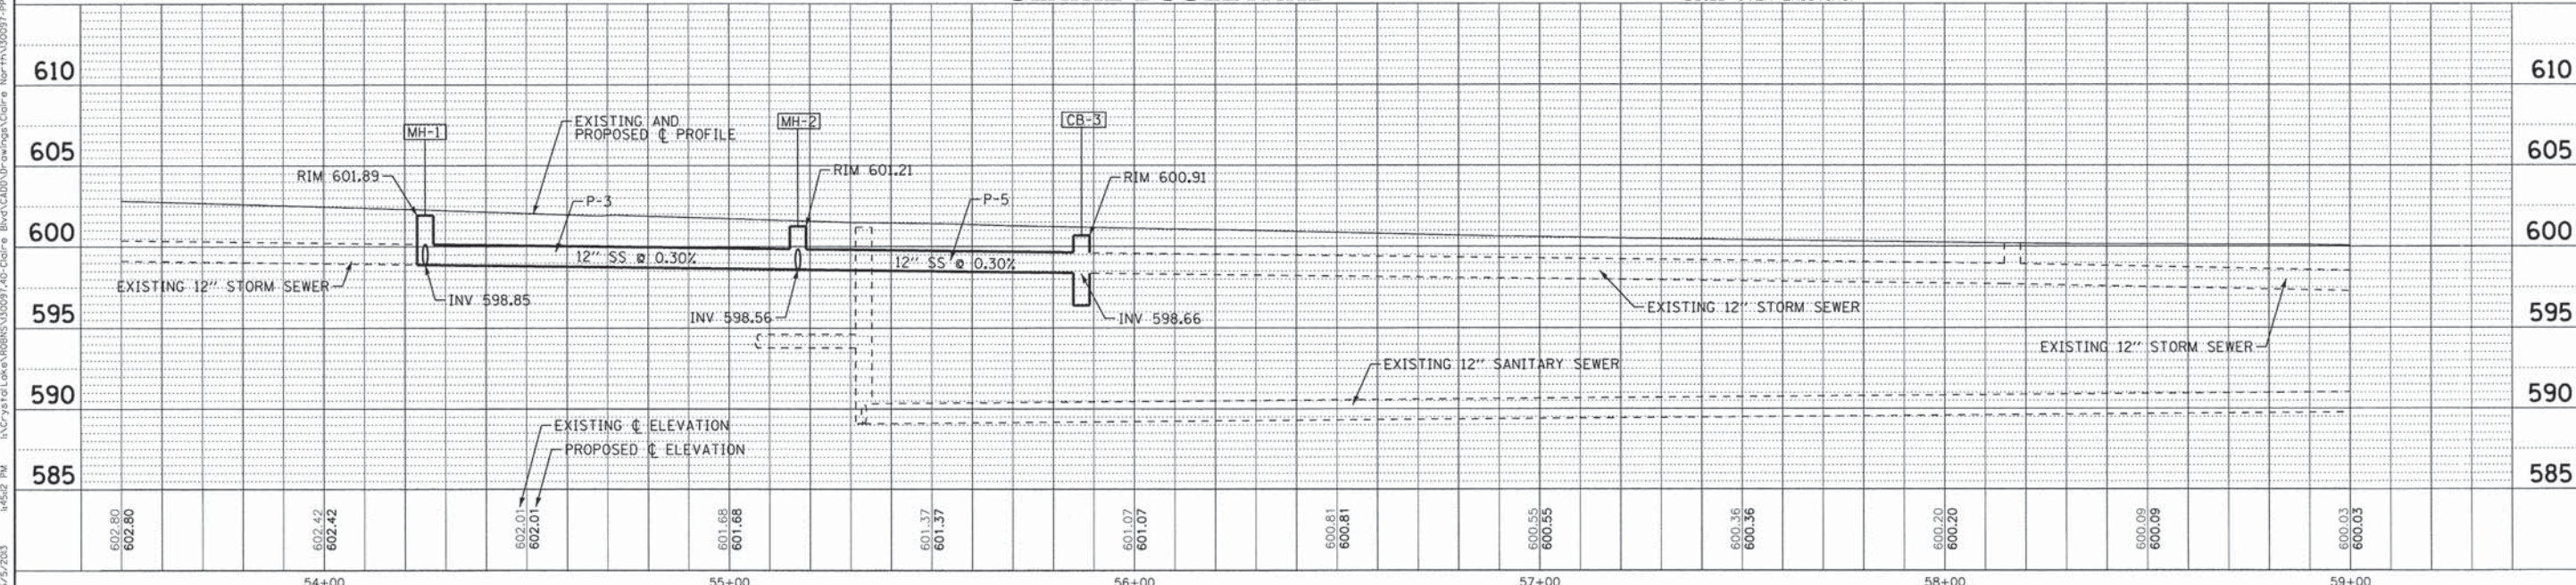 610
610
605
605
600
600
595
595
590
590
585
585
MH-1
EXISTING AND
PROPOSED ℄ PROFILE
MH-2
CB-3
RIM 601.89
RIM 601.21
RIM 600.91
P-3
P-5
12" SS @ 0.30%
12" SS @ 0.30%
EXISTING 12" STORM SEWER
INV 598.85
INV 598.56
INV 598.66
EXISTING 12" STORM SEWER
EXISTING 12" STORM SEWER
EXISTING 12" SANITARY SEWER
EXISTING ℄ ELEVATION
PROPOSED ℄ ELEVATION
602.80
602.80
602.42
602.42
602.01
602.01
601.68
601.68
601.37
601.37
601.07
601.07
600.81
600.81
600.55
600.55
600.36
600.36
600.20
600.20
600.09
600.09
600.03
600.03
54+00
55+00
56+00
57+00
58+00
59+00
1:45:12 PM